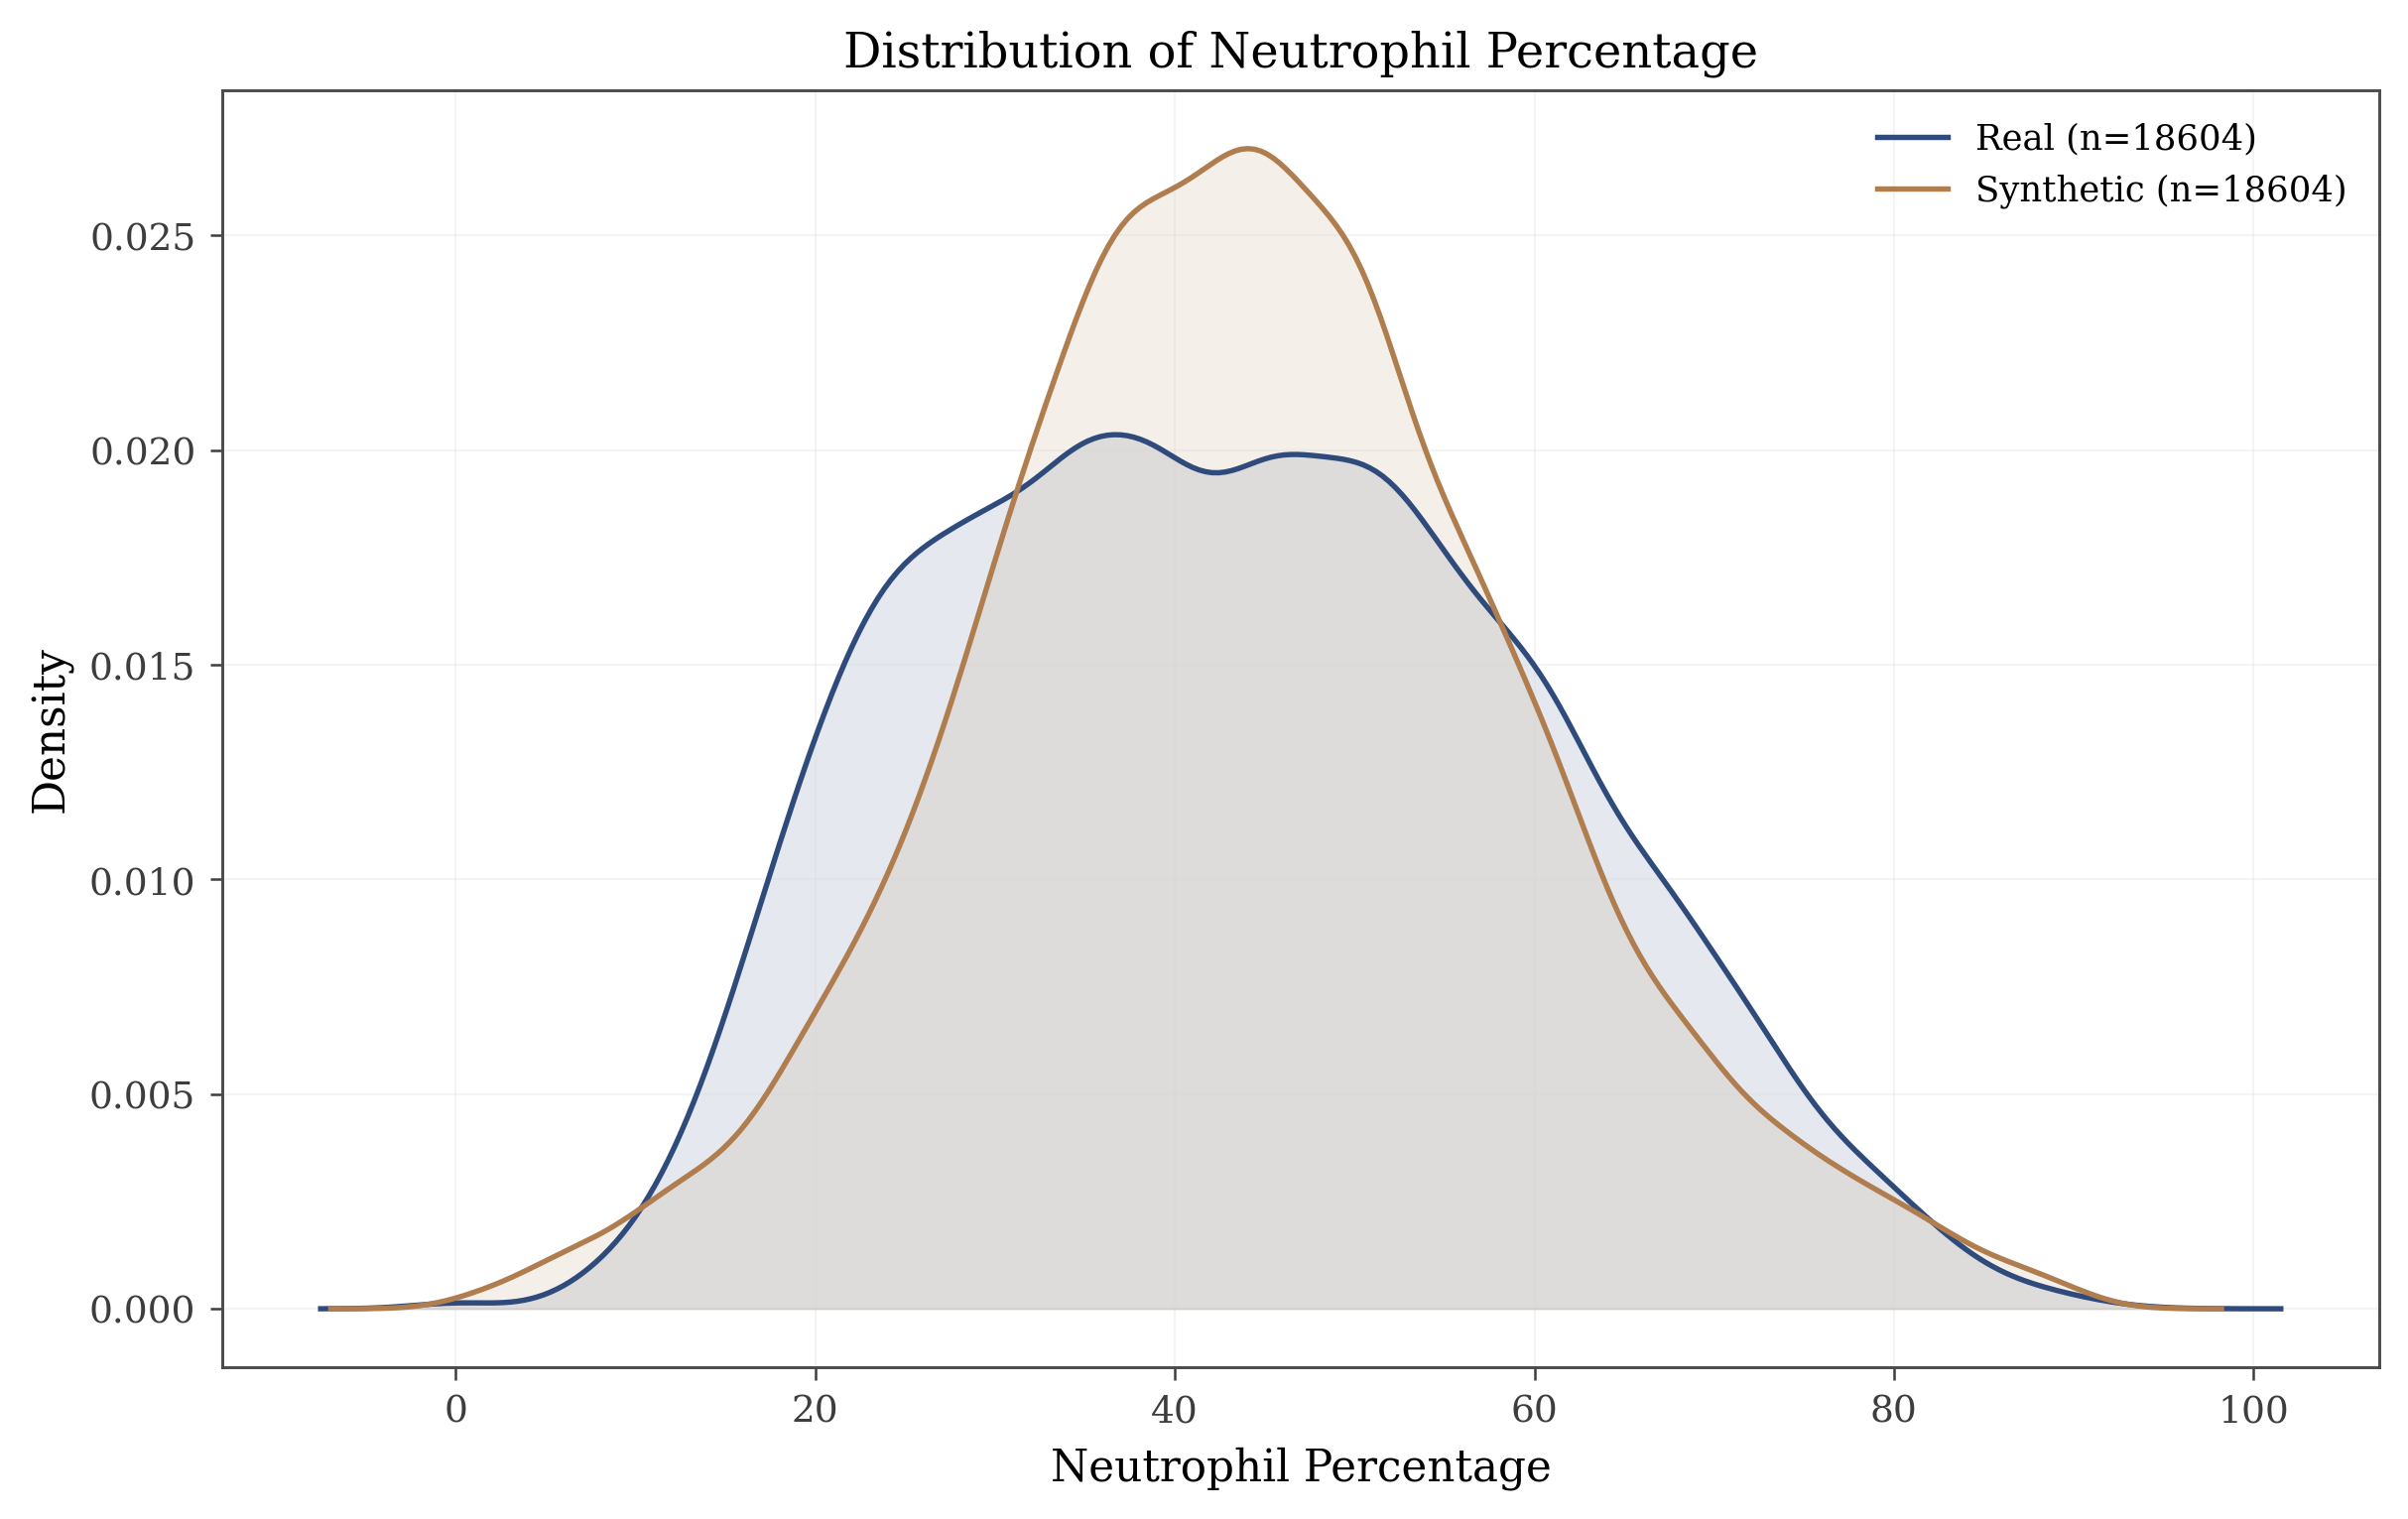 Distribution of Neutrophil Percentage
Real (n=18604)
Synthetic (n=18604)
Density
0.025
0.020
0.015
0.010
0.005
0.000
0 20 40 60 80 100
Neutrophil Percentage